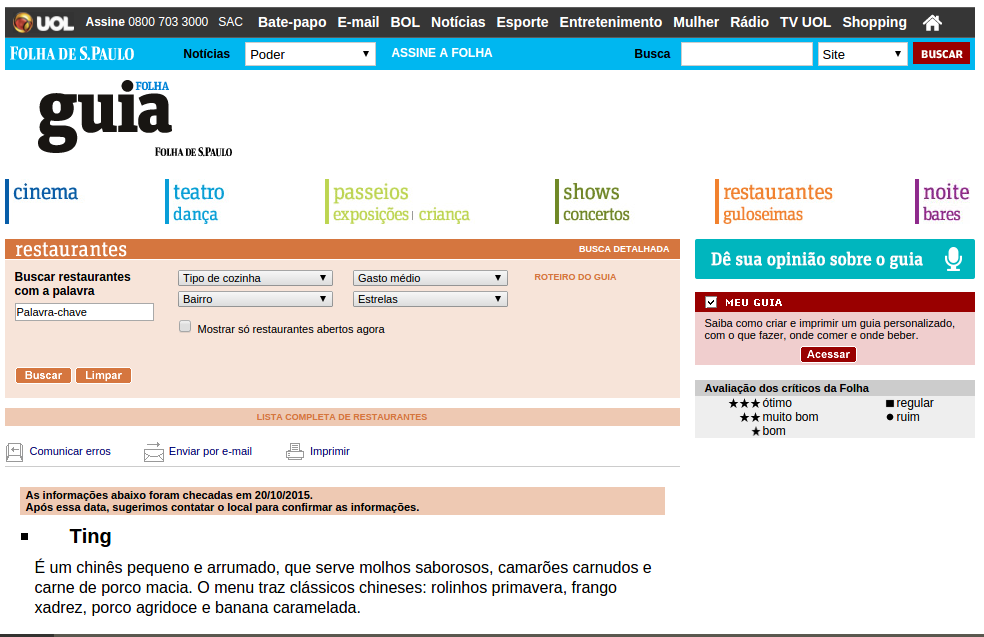 UOL Assine 0800 703 3000 SAC Bate-papo E-mail BOL Notícias Esporte Entretenimento Mulher Rádio TV UOL Shopping
FOLHA DE S.PAULO Notícias Poder ASSINE A FOLHA Busca Site BUSCAR
FOLHA
guia
FOLHA DE S.PAULO
cinema teatro passeios shows restaurantes noite
dança exposições criança concertos guloseimas bares
restaurantes BUSCA DETALHADA
Buscar restaurantes
com a palavra
Palavra-chave
Tipo de cozinha Gasto médio ROTEIRO DO GUIA
Bairro Estrelas
Mostrar só restaurantes abertos agora
Buscar Limpar
LISTA COMPLETA DE RESTAURANTES
Comunicar erros Enviar por e-mail Imprimir
Dê sua opinião sobre o guia
MEU GUIA
Saiba como criar e imprimir um guia personalizado,
com o que fazer, onde comer e onde beber.
Acessar
Avaliação dos críticos da Folha
★★★ ótimo ■ regular
★★ muito bom ● ruim
★ bom
As informações abaixo foram checadas em 20/10/2015.
Após essa data, sugerimos contatar o local para confirmar as informações.
■ Ting
É um chinês pequeno e arrumado, que serve molhos saborosos, camarões carnudos e
carne de porco macia. O menu traz clássicos chineses: rolinhos primavera, frango
xadrez, porco agridoce e banana caramelada.